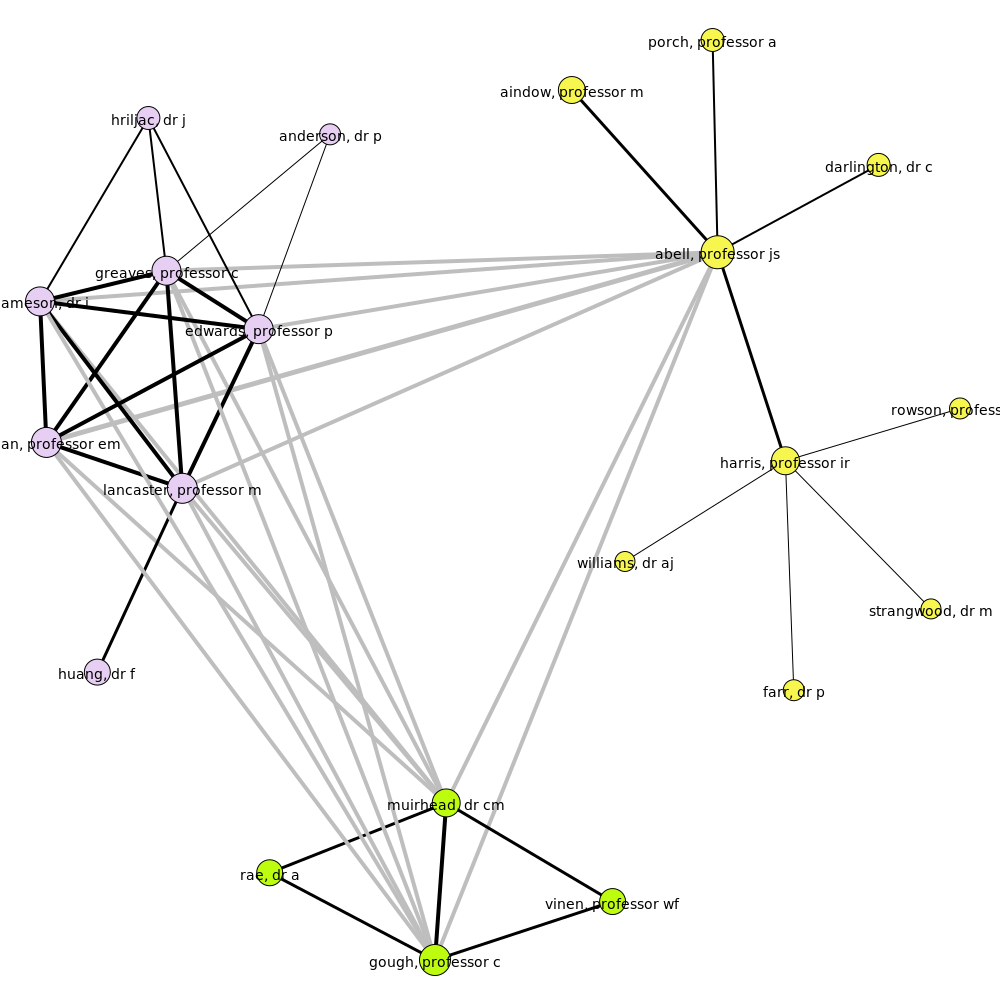 porch, professor a
aindow, professor m
hriljac, dr j
anderson, dr p
darlington, dr c
abell, professor js
greaves, professor c
ameson, dr j
edwards, professor p
rowson, profess
an, professor em
harris, professor ir
lancaster, professor m
williams, dr aj
strangwood, dr m
huang, dr f
farr, dr p
muirhead, dr cm
rae, dr a
vinen, professor wf
gough, professor c